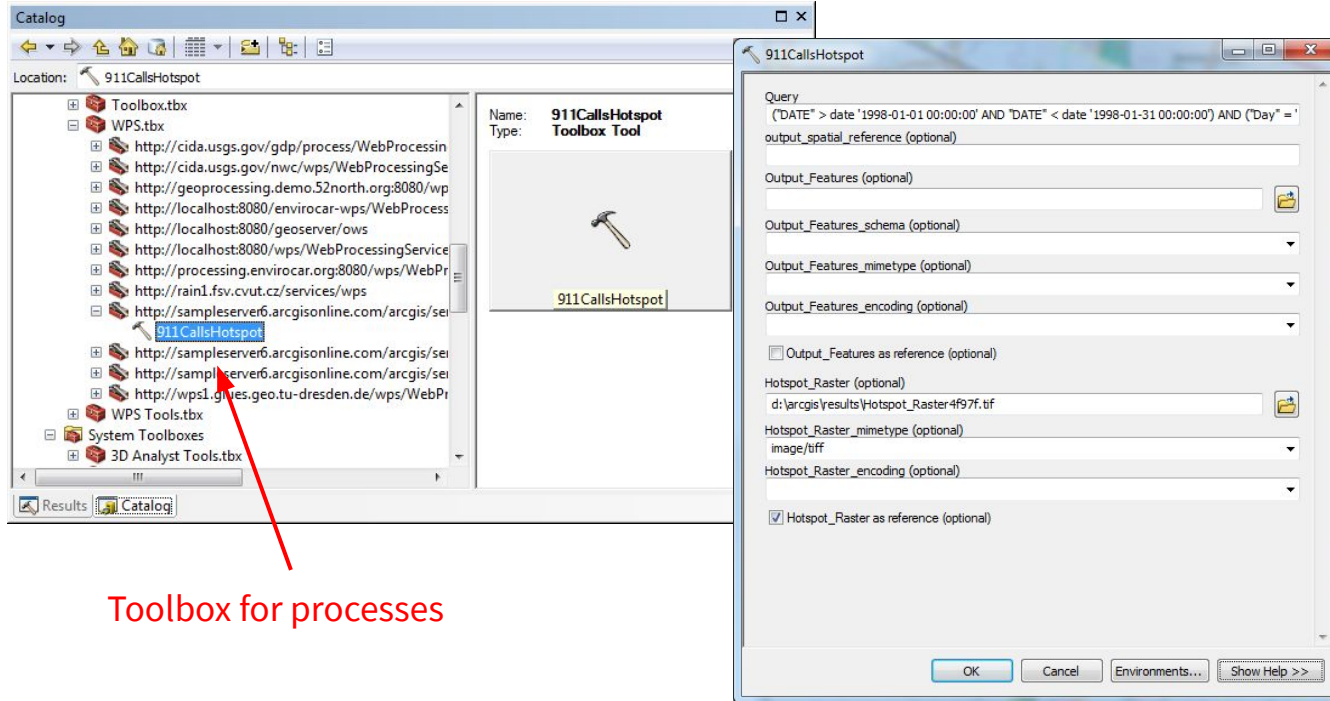 Catalog
Location: 911CallsHotspot
Toolbox.tbx
WPS.tbx
http://cida.usgs.gov/gdp/process/WebProcessin
http://cida.usgs.gov/nwc/wps/WebProcessingSe
http://geoprocessing.demo.52north.org:8080/wp
http://localhost:8080/envirocar-wps/WebProcess
http://localhost:8080/geoserver/ows
http://localhost:8080/wps/WebProcessingService
http://processing.envirocar.org:8080/wps/WebPr
http://rain1.fsv.cvut.cz/services/wps
http://sampleserver6.arcgisonline.com/arcgis/ser
911CallsHotspot
http://sampleserver6.arcgisonline.com/arcgis/ser
http://sampleserver6.arcgisonline.com/arcgis/ser
http://wps1.glues.geo.tu-dresden.de/wps/WebPr
WPS Tools.tbx
System Toolboxes
3D Analyst Tools.tbx
Results Catalog
Name: 911CallsHotspot
Type: Toolbox Tool
911CallsHotspot
Toolbox for processes
911CallsHotspot
Query
("DATE" > date '1998-01-01 00:00:00' AND "DATE" < date '1998-01-31 00:00:00') AND ("Day" = '
output_spatial_reference (optional)
Output_Features (optional)
Output_Features_schema (optional)
Output_Features_mimetype (optional)
Output_Features_encoding (optional)
Output_Features as reference (optional)
Hotspot_Raster (optional)
d:\arcgis\results\Hotspot_Raster4f97f.tif
Hotspot_Raster_mimetype (optional)
image/tiff
Hotspot_Raster_encoding (optional)
Hotspot_Raster as reference (optional)
OK Cancel Environments... Show Help >>